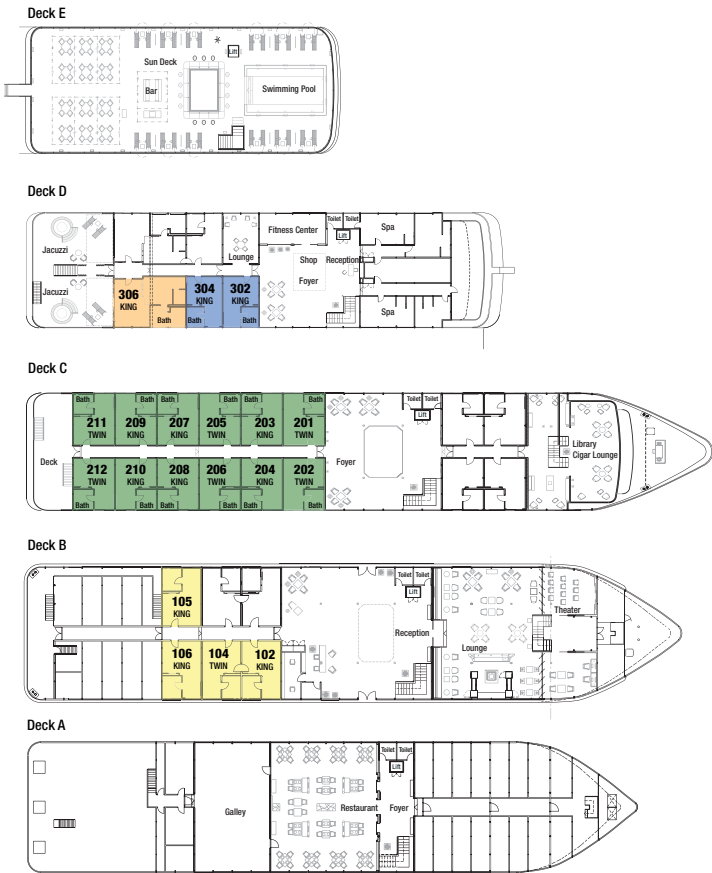 Deck E
Lift
Sun Deck
Bar
Swimming Pool
Deck D
Toilet Toilet
Fitness Center
Spa
Lift
Jacuzzi
Lounge
Shop
Reception
Foyer
Jacuzzi
306
KING
304
KING
302
KING
Bath
Bath
Bath
Spa
Deck C
Bath
Bath
Bath
Bath
Bath
Bath
Toilet Toilet
Lift
211
TWIN
209
KING
207
KING
205
TWIN
203
KING
201
TWIN
Library
Cigar Lounge
Deck
Foyer
212
TWIN
210
KING
208
KING
206
TWIN
204
KING
202
TWIN
Bath
Bath
Bath
Bath
Bath
Bath
Deck B
Toilet Toilet
Lift
105
KING
Theater
Reception
Lounge
106
KING
104
TWIN
102
KING
Deck A
Toilet Toilet
Lift
Galley
Restaurant
Foyer